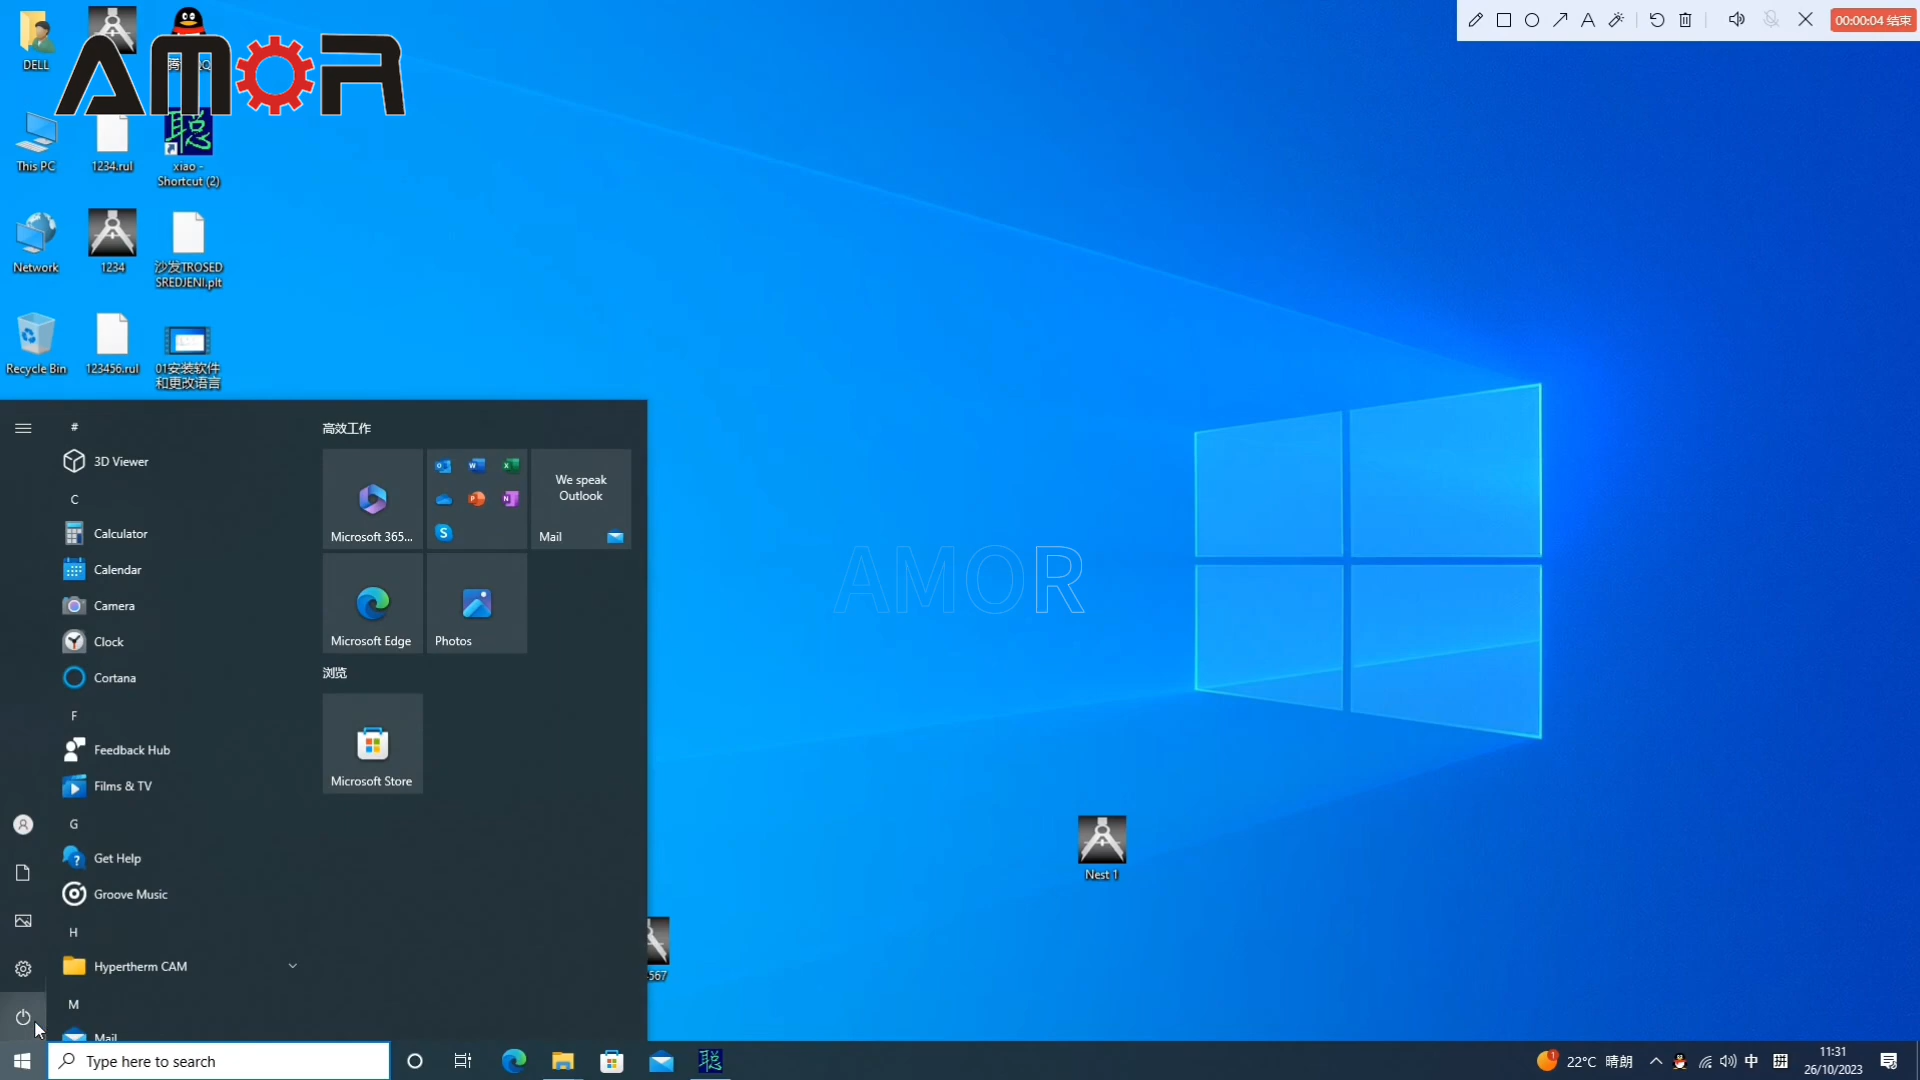 AMOR
00:00:04 结束
DELL
This PC
1234.rul
xiao -
Shortcut (2)
Network
1234
沙发TROSED
SREDJENI.plt
Recycle Bin
123456.rul
01安装软件
和更改语言
#
3D Viewer
C
Calculator
Calendar
Camera
Clock
Cortana
F
Feedback Hub
Films & TV
G
Get Help
Groove Music
H
Hypertherm CAM
M
Mail
高效工作
Microsoft 365...
We speak
Outlook
Mail
Microsoft Edge
Photos
浏览
Microsoft Store
AMOR
Nest 1
567
Type here to search
聪
22°C 晴朗
中
拼
11:31
26/10/2023